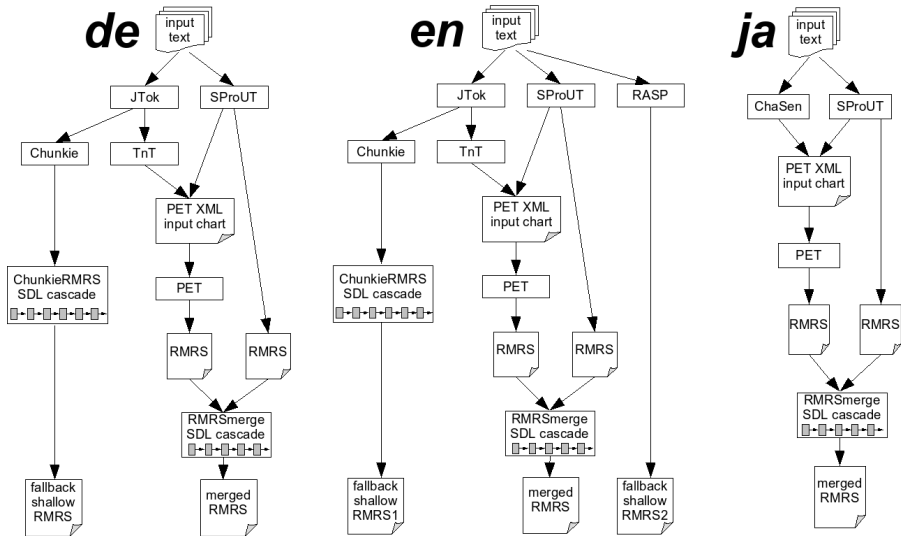 de
input
text
JTok
SProUT
Chunkie
TnT
PET XML
input chart
ChunkieRMRS
SDL cascade
PET
RMRS
RMRS
RMRSmerge
SDL cascade
fallback
shallow
RMRS
merged
RMRS
en
input
text
JTok
SProUT
RASP
Chunkie
TnT
PET XML
input chart
ChunkieRMRS
SDL cascade
PET
RMRS
RMRS
RMRSmerge
SDL cascade
fallback
shallow
RMRS1
merged
RMRS
fallback
shallow
RMRS2
ja
input
text
ChaSen
SProUT
PET XML
input chart
PET
RMRS
RMRS
RMRSmerge
SDL cascade
merged
RMRS